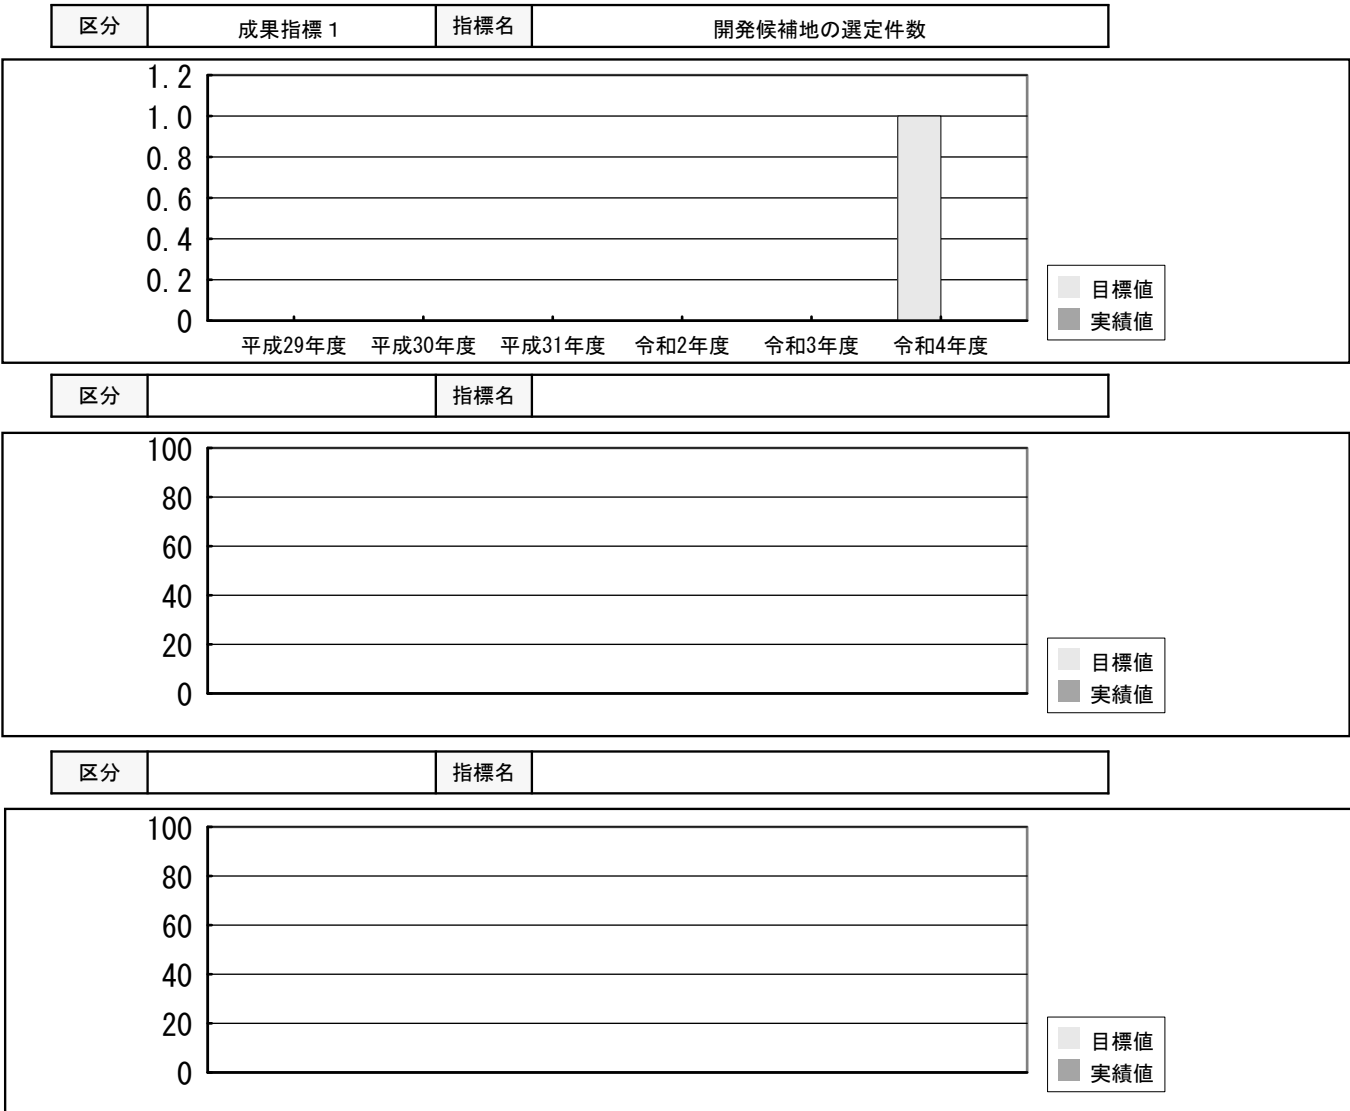 区分 成果指標１ 指標名 開発候補地の選定件数
1.2
1.0
0.8
0.6
0.4
0.2
0
平成29年度 平成30年度 平成31年度 令和2年度 令和3年度 令和4年度
目標値
実績値
区分 指標名
100
80
60
40
20
0
目標値
実績値
区分 指標名
100
80
60
40
20
0
目標値
実績値